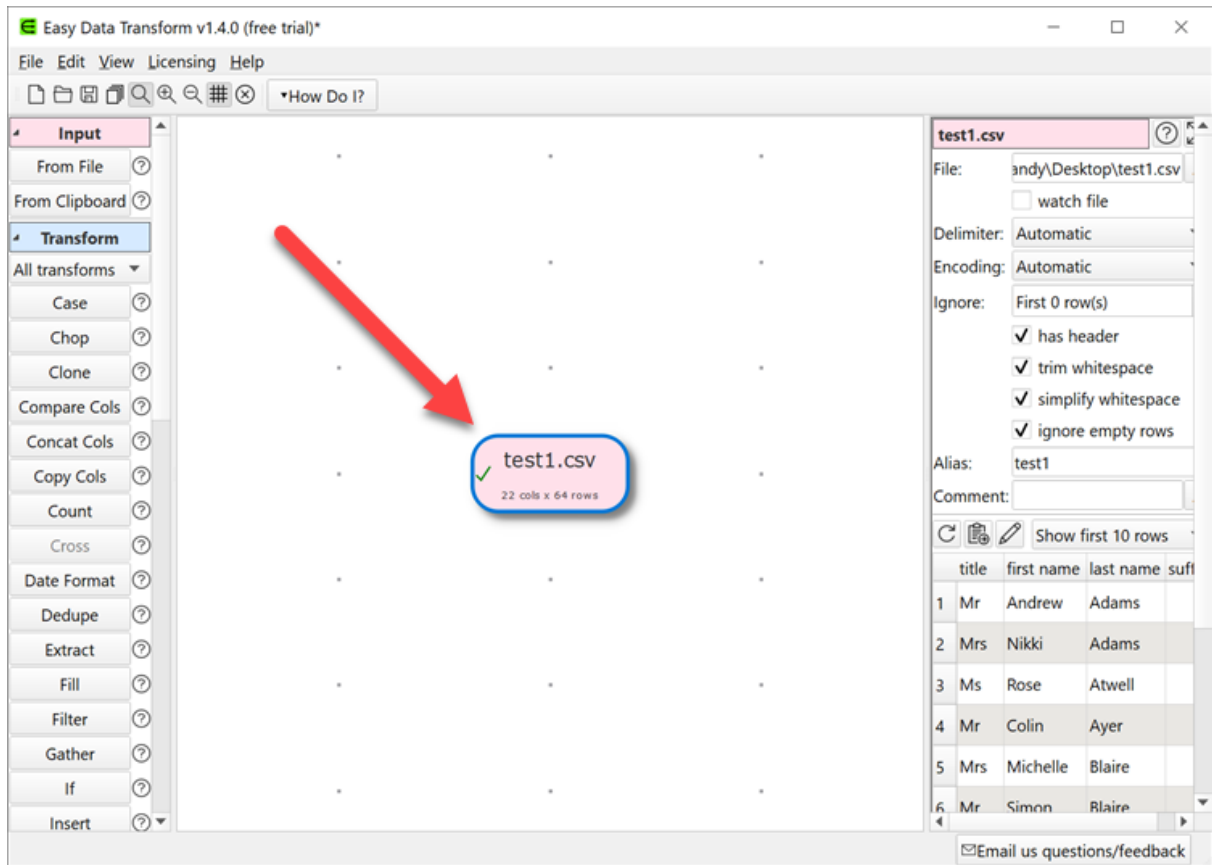 Easy Data Transform v1.4.0 (free trial)*
File Edit View Licensing Help
▾How Do I?
Input
From File
From Clipboard
Transform
All transforms
Case
Chop
Clone
Compare Cols
Concat Cols
Copy Cols
Count
Cross
Date Format
Dedupe
Extract
Fill
Filter
Gather
If
Insert
test1.csv
22 cols x 64 rows
test1.csv
File: andy\Desktop\test1.csv
watch file
Delimiter: Automatic
Encoding: Automatic
Ignore: First 0 row(s)
has header
trim whitespace
simplify whitespace
ignore empty rows
Alias: test1
Comment:
Show first 10 rows
title first name last name suff
1 Mr Andrew Adams
2 Mrs Nikki Adams
3 Ms Rose Atwell
4 Mr Colin Ayer
5 Mrs Michelle Blaire
6 Mr Simon Blaire
Email us questions/feedback